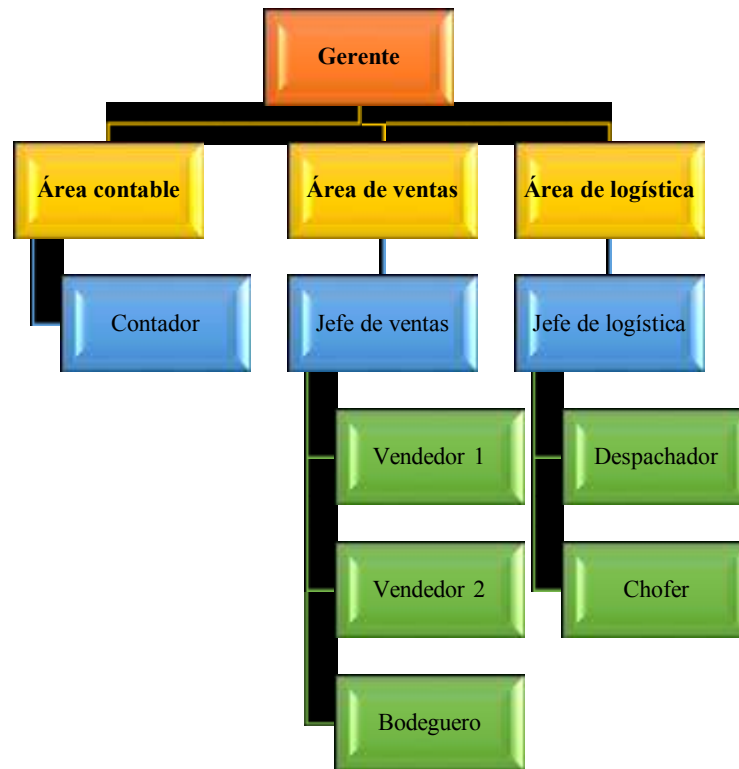 Gerente
Área contable
Área de ventas
Área de logística
Contador
Jefe de ventas
Jefe de logística
Vendedor 1
Despachador
Vendedor 2
Chofer
Bodeguero